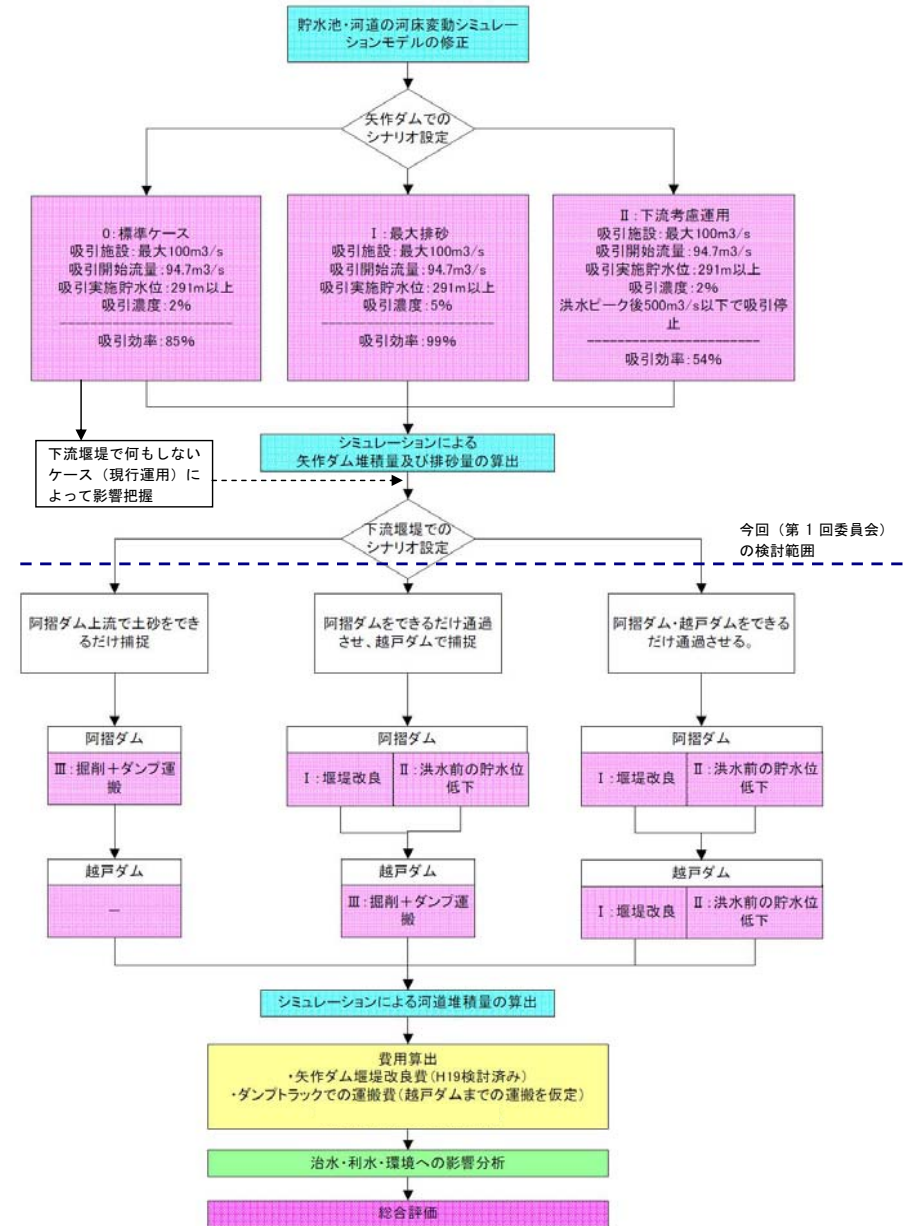 貯水池・河道の河床変動シミュレー
ションモデルの修正
矢作ダムでの
シナリオ設定
0:標準ケース
吸引施設:最大100m3/s
吸引開始流量:94.7m3/s
吸引実施貯水位:291m以上
吸引濃度:2%
吸引効率:85%
Ⅰ:最大排砂
吸引施設:最大100m3/s
吸引開始流量:94.7m3/s
吸引実施貯水位:291m以上
吸引濃度:5%
吸引効率:99%
Ⅱ:下流考慮運用
吸引施設:最大100m3/s
吸引開始流量:94.7m3/s
吸引実施貯水位:291m以上
吸引濃度:2%
洪水ピーク後500m3/s以下で吸引停
止
吸引効率:54%
下流堰堤で何もしない
ケース（現行運用）に
よって影響把握
シミュレーションによる
矢作ダム堆積量及び排砂量の算出
下流堰堤での
シナリオ設定
今回（第 1 回委員会）
の検討範囲
阿摺ダム上流で土砂をでき
るだけ捕捉
阿摺ダムをできるだけ通過
させ、越戸ダムで捕捉
阿摺ダム・越戸ダムをできる
だけ通過させる。
阿摺ダム
Ⅲ:掘削＋ダンプ運
搬
阿摺ダム
Ⅰ:堰堤改良
Ⅱ:洪水前の貯水位
低下
阿摺ダム
Ⅰ:堰堤改良
Ⅱ:洪水前の貯水位
低下
越戸ダム
－
越戸ダム
Ⅲ:掘削＋ダンプ運
搬
越戸ダム
Ⅰ:堰堤改良
Ⅱ:洪水前の貯水位
低下
シミュレーションによる河道堆積量の算出
費用算出
・矢作ダム堰堤改良費(H19検討済み)
・ダンプトラックでの運搬費(越戸ダムまでの運搬を仮定)
治水・利水・環境への影響分析
総合評価